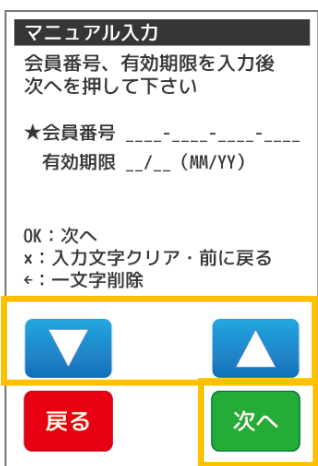 マニュアル入力
会員番号、有効期限を入力後
次へを押して下さい
★会員番号 ____-____-____-____
有効期限 __/__ (MM/YY)
OK：次へ
×：入力文字クリア・前に戻る
←：一文字削除
▼ ▲
戻る 次へ